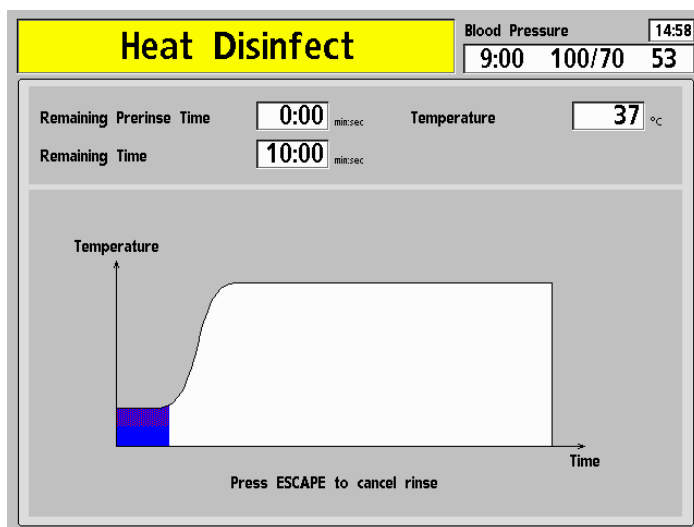 Heat Disinfect
Blood Pressure 14:58
9:00 100/70 53
Remaining Prerinse Time 0:00 min:sec Temperature 37 °C
Remaining Time 10:00 min:sec
Temperature
Time
Press ESCAPE to cancel rinse